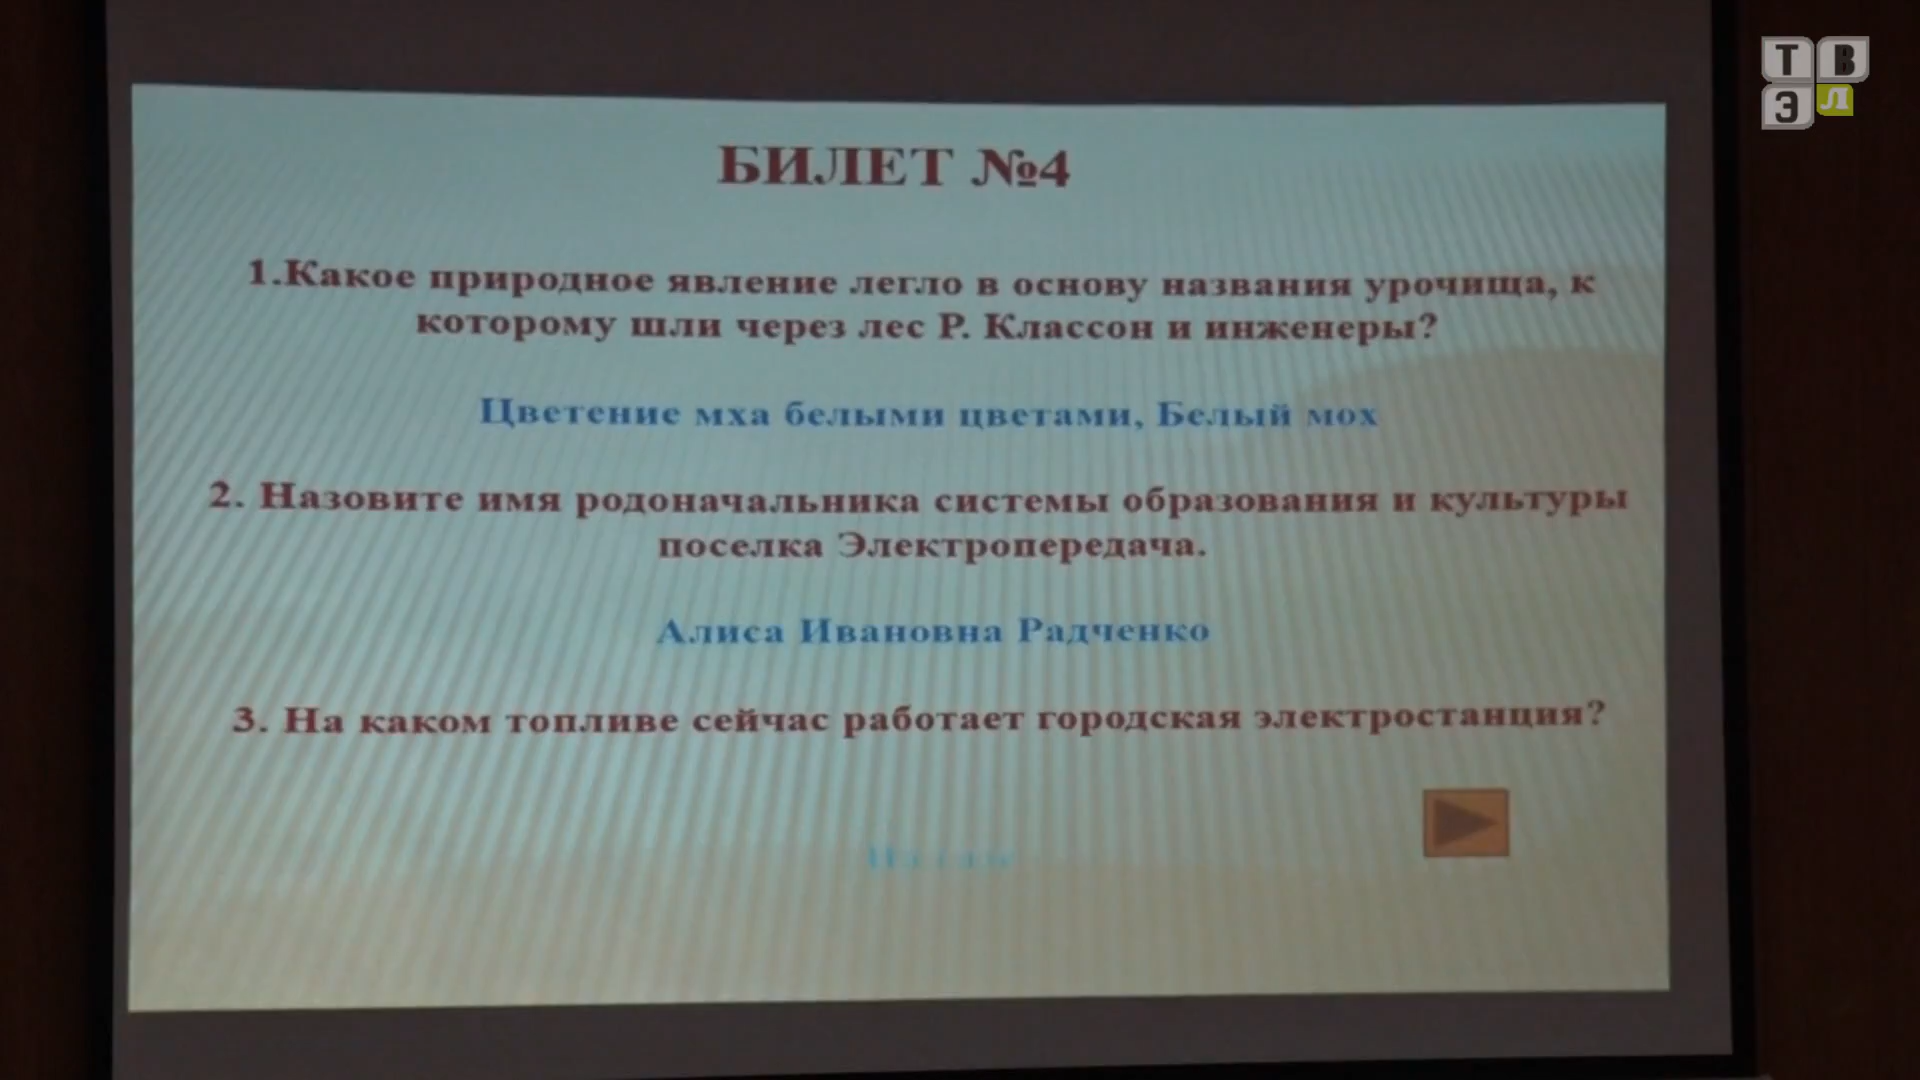 ТВ
ЭЛ
БИЛЕТ №4
1.Какое природное явление легло в основу названия урочища, к
которому шли через лес Р. Классон и инженеры?
Цветение мха белыми цветами, Белый мох
2. Назовите имя родоначальника системы образования и культуры
поселка Электропередача.
Алиса Ивановна Радченко
3. На каком топливе сейчас работает городская электростанция?